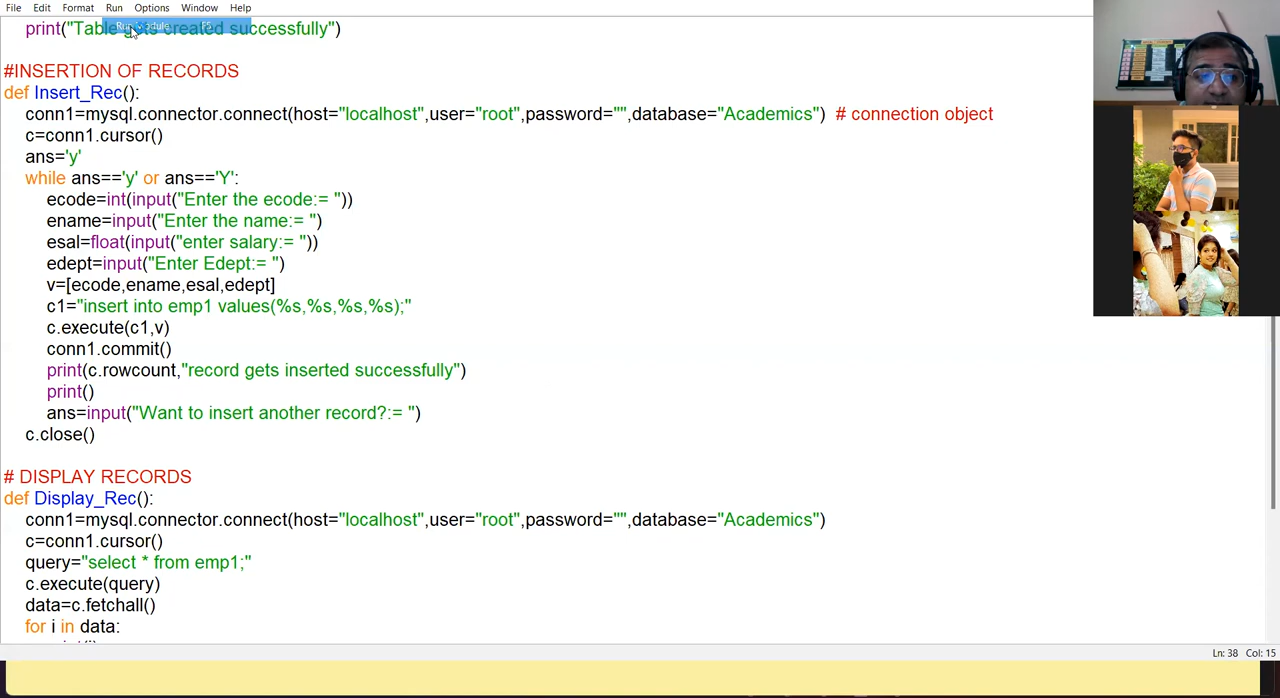 File Edit Format Run Options Window Help
Run Module F5
print("Table gets created successfully")
#INSERTION OF RECORDS
def Insert_Rec():
conn1=mysql.connector.connect(host="localhost",user="root",password="",database="Academics") # connection object
c=conn1.cursor()
ans='y'
while ans=='y' or ans=='Y':
ecode=int(input("Enter the ecode:= "))
ename=input("Enter the name:= ")
esal=float(input("enter salary:= "))
edept=input("Enter Edept:= ")
v=[ecode,ename,esal,edept]
c1="insert into emp1 values(%s,%s,%s,%s);"
c.execute(c1,v)
conn1.commit()
print(c.rowcount,"record gets inserted successfully")
print()
ans=input("Want to insert another record?:= ")
c.close()
# DISPLAY RECORDS
def Display_Rec():
conn1=mysql.connector.connect(host="localhost",user="root",password="",database="Academics")
c=conn1.cursor()
query="select * from emp1;"
c.execute(query)
data=c.fetchall()
for i in data:
Ln: 38 Col: 15